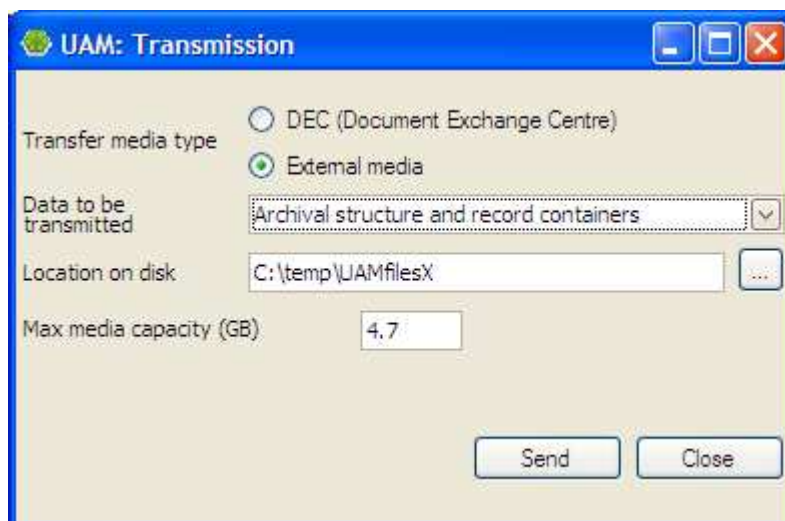 UAM: Transmission
Transfer media type
DEC (Document Exchange Centre)
External media
Data to be
transmitted
Archival structure and record containers
Location on disk
C:\temp\UAMfilesX
...
Max media capacity (GB)
4.7
Send
Close